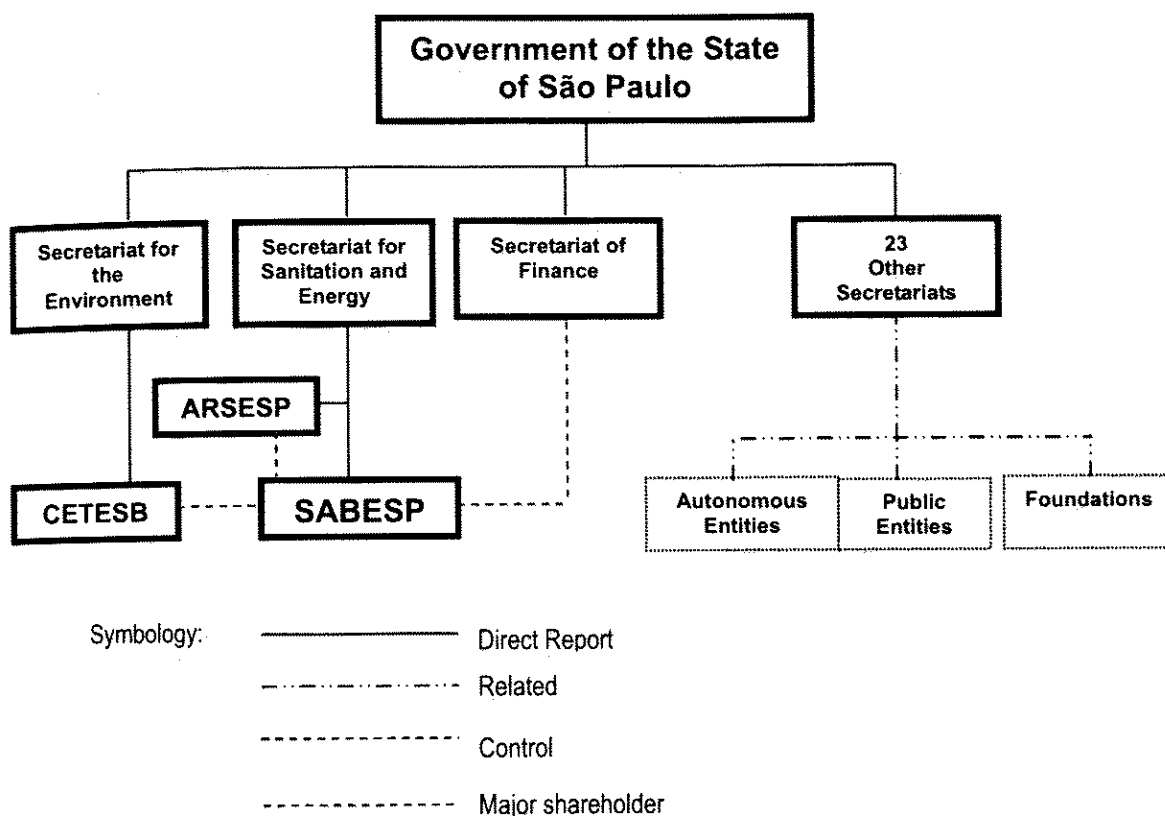 Government of the State
of São Paulo
Secretariat for
the
Environment
Secretariat for
Sanitation and
Energy
Secretariat of
Finance
23
Other
Secretariats
ARSESP
CETESB
SABESP
Autonomous
Entities
Public
Entities
Foundations
Symbology:
Direct Report
Related
Control
Major shareholder